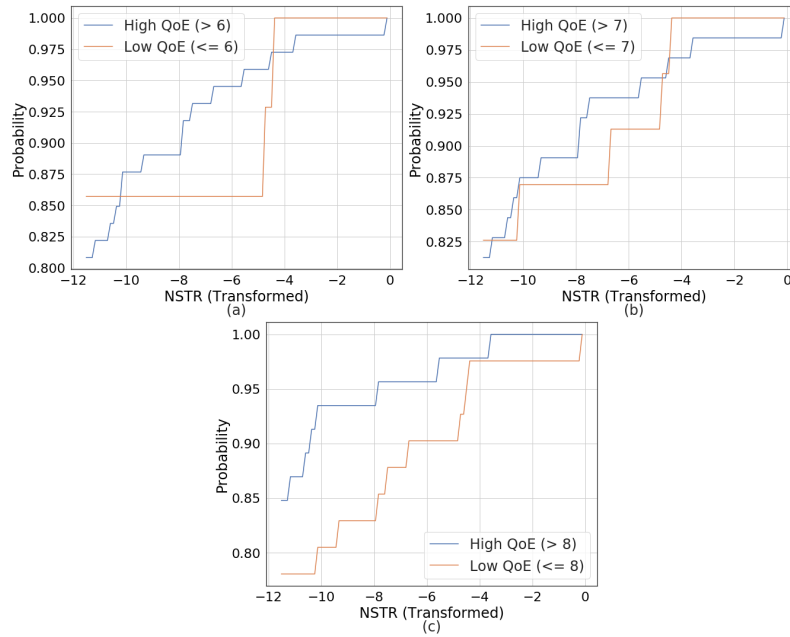 High QoE (> 6)
Low QoE (<= 6)
Probability
1.000
0.975
0.950
0.925
0.900
0.875
0.850
0.825
0.800
−12 −10 −8 −6 −4 −2 0
NSTR (Transformed)
(a)
High QoE (> 7)
Low QoE (<= 7)
Probability
1.000
0.975
0.950
0.925
0.900
0.875
0.850
0.825
−12 −10 −8 −6 −4 −2 0
NSTR (Transformed)
(b)
Probability
1.00
0.95
0.90
0.85
0.80
High QoE (> 8)
Low QoE (<= 8)
−12 −10 −8 −6 −4 −2 0
NSTR (Transformed)
(c)